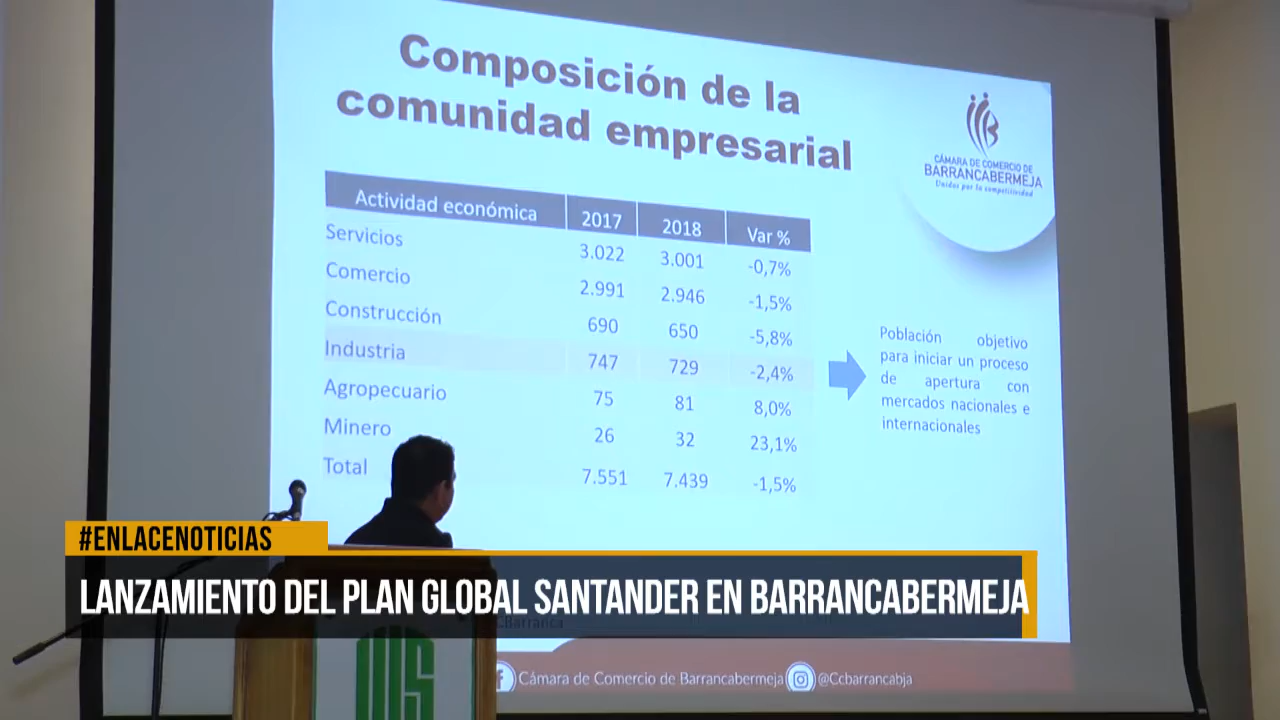 Composición de la
comunidad empresarial
CÁMARA DE COMERCIO DE
BARRANCABERMEJA
Unidos por la competitividad
Actividad económica 2017 2018 Var %
Servicios 3.022 3.001 -0,7%
Comercio 2.991 2.946 -1,5%
Construcción 690 650 -5,8%
Industria 747 729 -2,4%
Agropecuario 75 81 8,0%
Minero 26 32 23,1%
Total 7.551 7.439 -1,5%
Población objetivo
para iniciar un proceso
de apertura con
mercados nacionales e
internacionales
#ENLACENOTICIAS
LANZAMIENTO DEL PLAN GLOBAL SANTANDER EN BARRANCABERMEJA
CBarranca
Cámara de Comercio de Barrancabermeja @Ccbarrancabja
UIS